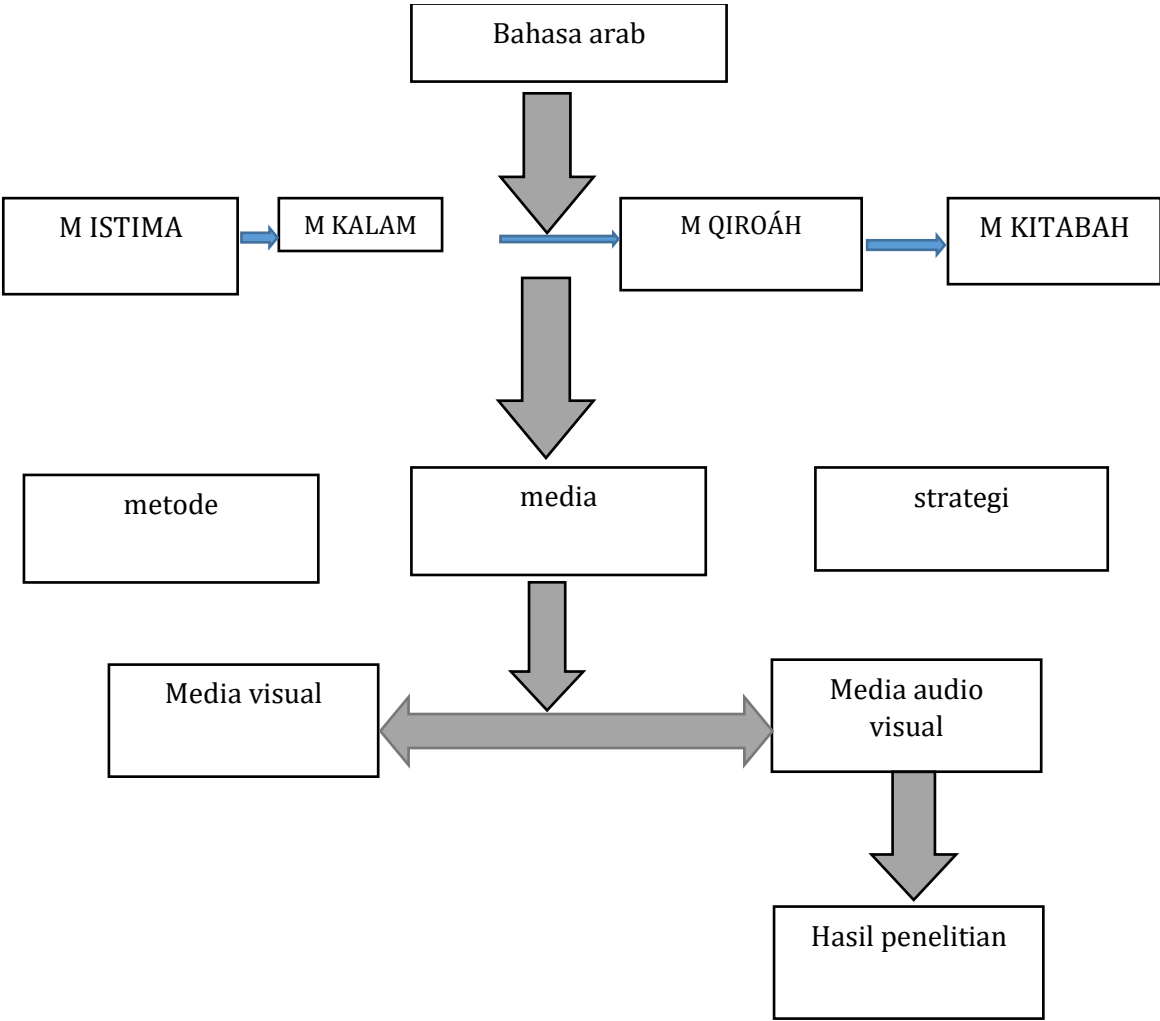 Bahasa arab
M ISTIMA
M KALAM
M QIROÁH
M KITABAH
metode
media
strategi
Media visual
Media audio
visual
Hasil penelitian